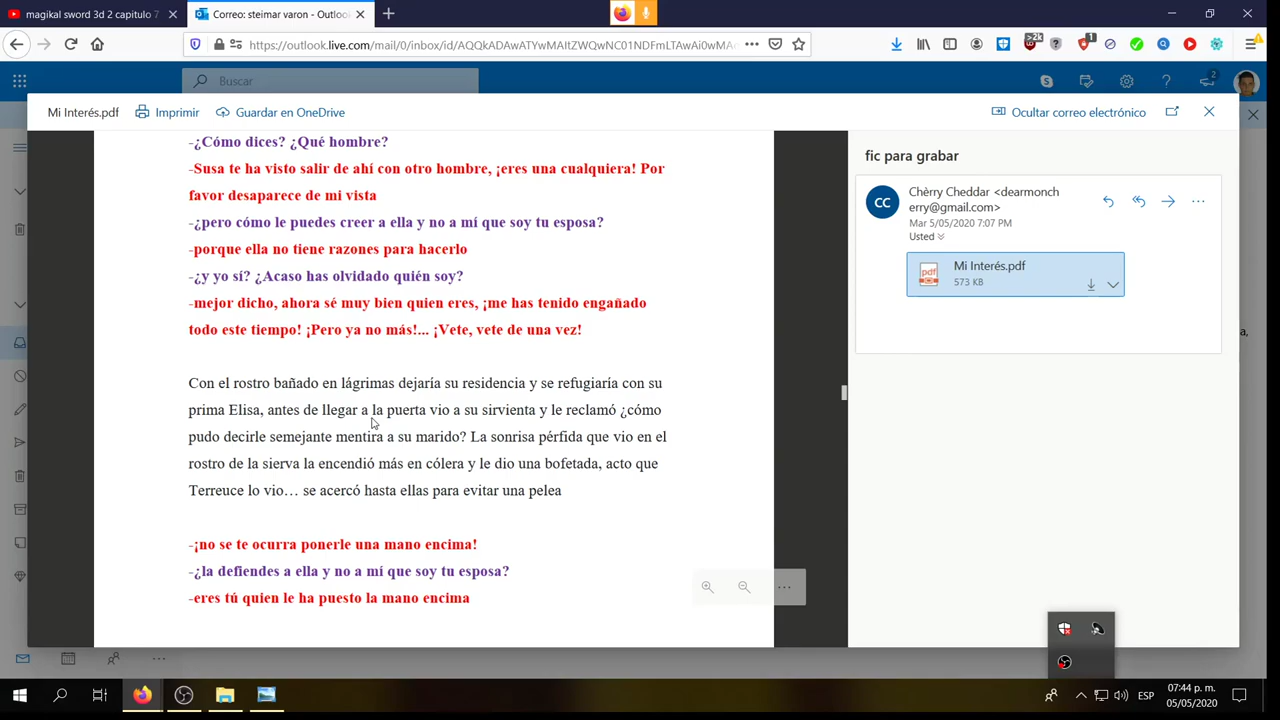 magikal sword 3d 2 capitulo 7
Correo: steimar varon - Outlook
https://outlook.live.com/mail/0/inbox/id/AQQkADAwATYwMAItZWQwNC01NDFmLTAwAi0wMA
>2k
1
Buscar
2
Mi Interés.pdf
Imprimir
Guardar en OneDrive
Ocultar correo electrónico
-¿Cómo dices? ¿Qué hombre?
-Susa te ha visto salir de ahí con otro hombre, ¡eres una cualquiera! Por
favor desaparece de mi vista
-¿pero cómo le puedes creer a ella y no a mí que soy tu esposa?
-porque ella no tiene razones para hacerlo
-¿y yo sí? ¿Acaso has olvidado quién soy?
-mejor dicho, ahora sé muy bien quien eres, ¡me has tenido engañado
todo este tiempo! ¡Pero ya no más!... ¡Vete, vete de una vez!
Con el rostro bañado en lágrimas dejaría su residencia y se refugiaría con su
prima Elisa, antes de llegar a la puerta vio a su sirvienta y le reclamó ¿cómo
pudo decirle semejante mentira a su marido? La sonrisa pérfida que vio en el
rostro de la sierva la encendió más en cólera y le dio una bofetada, acto que
Terreuce lo vio… se acercó hasta ellas para evitar una pelea
-¡no se te ocurra ponerle una mano encima!
-¿la defiendes a ella y no a mí que soy tu esposa?
-eres tú quien le ha puesto la mano encima
fic para grabar
CC
Chèrry Cheddar <dearmonch
erry@gmail.com>
Mar 5/05/2020 7:07 PM
Usted
pdf
Mi Interés.pdf
573 KB
a,
ESP
07:44 p. m.
05/05/2020